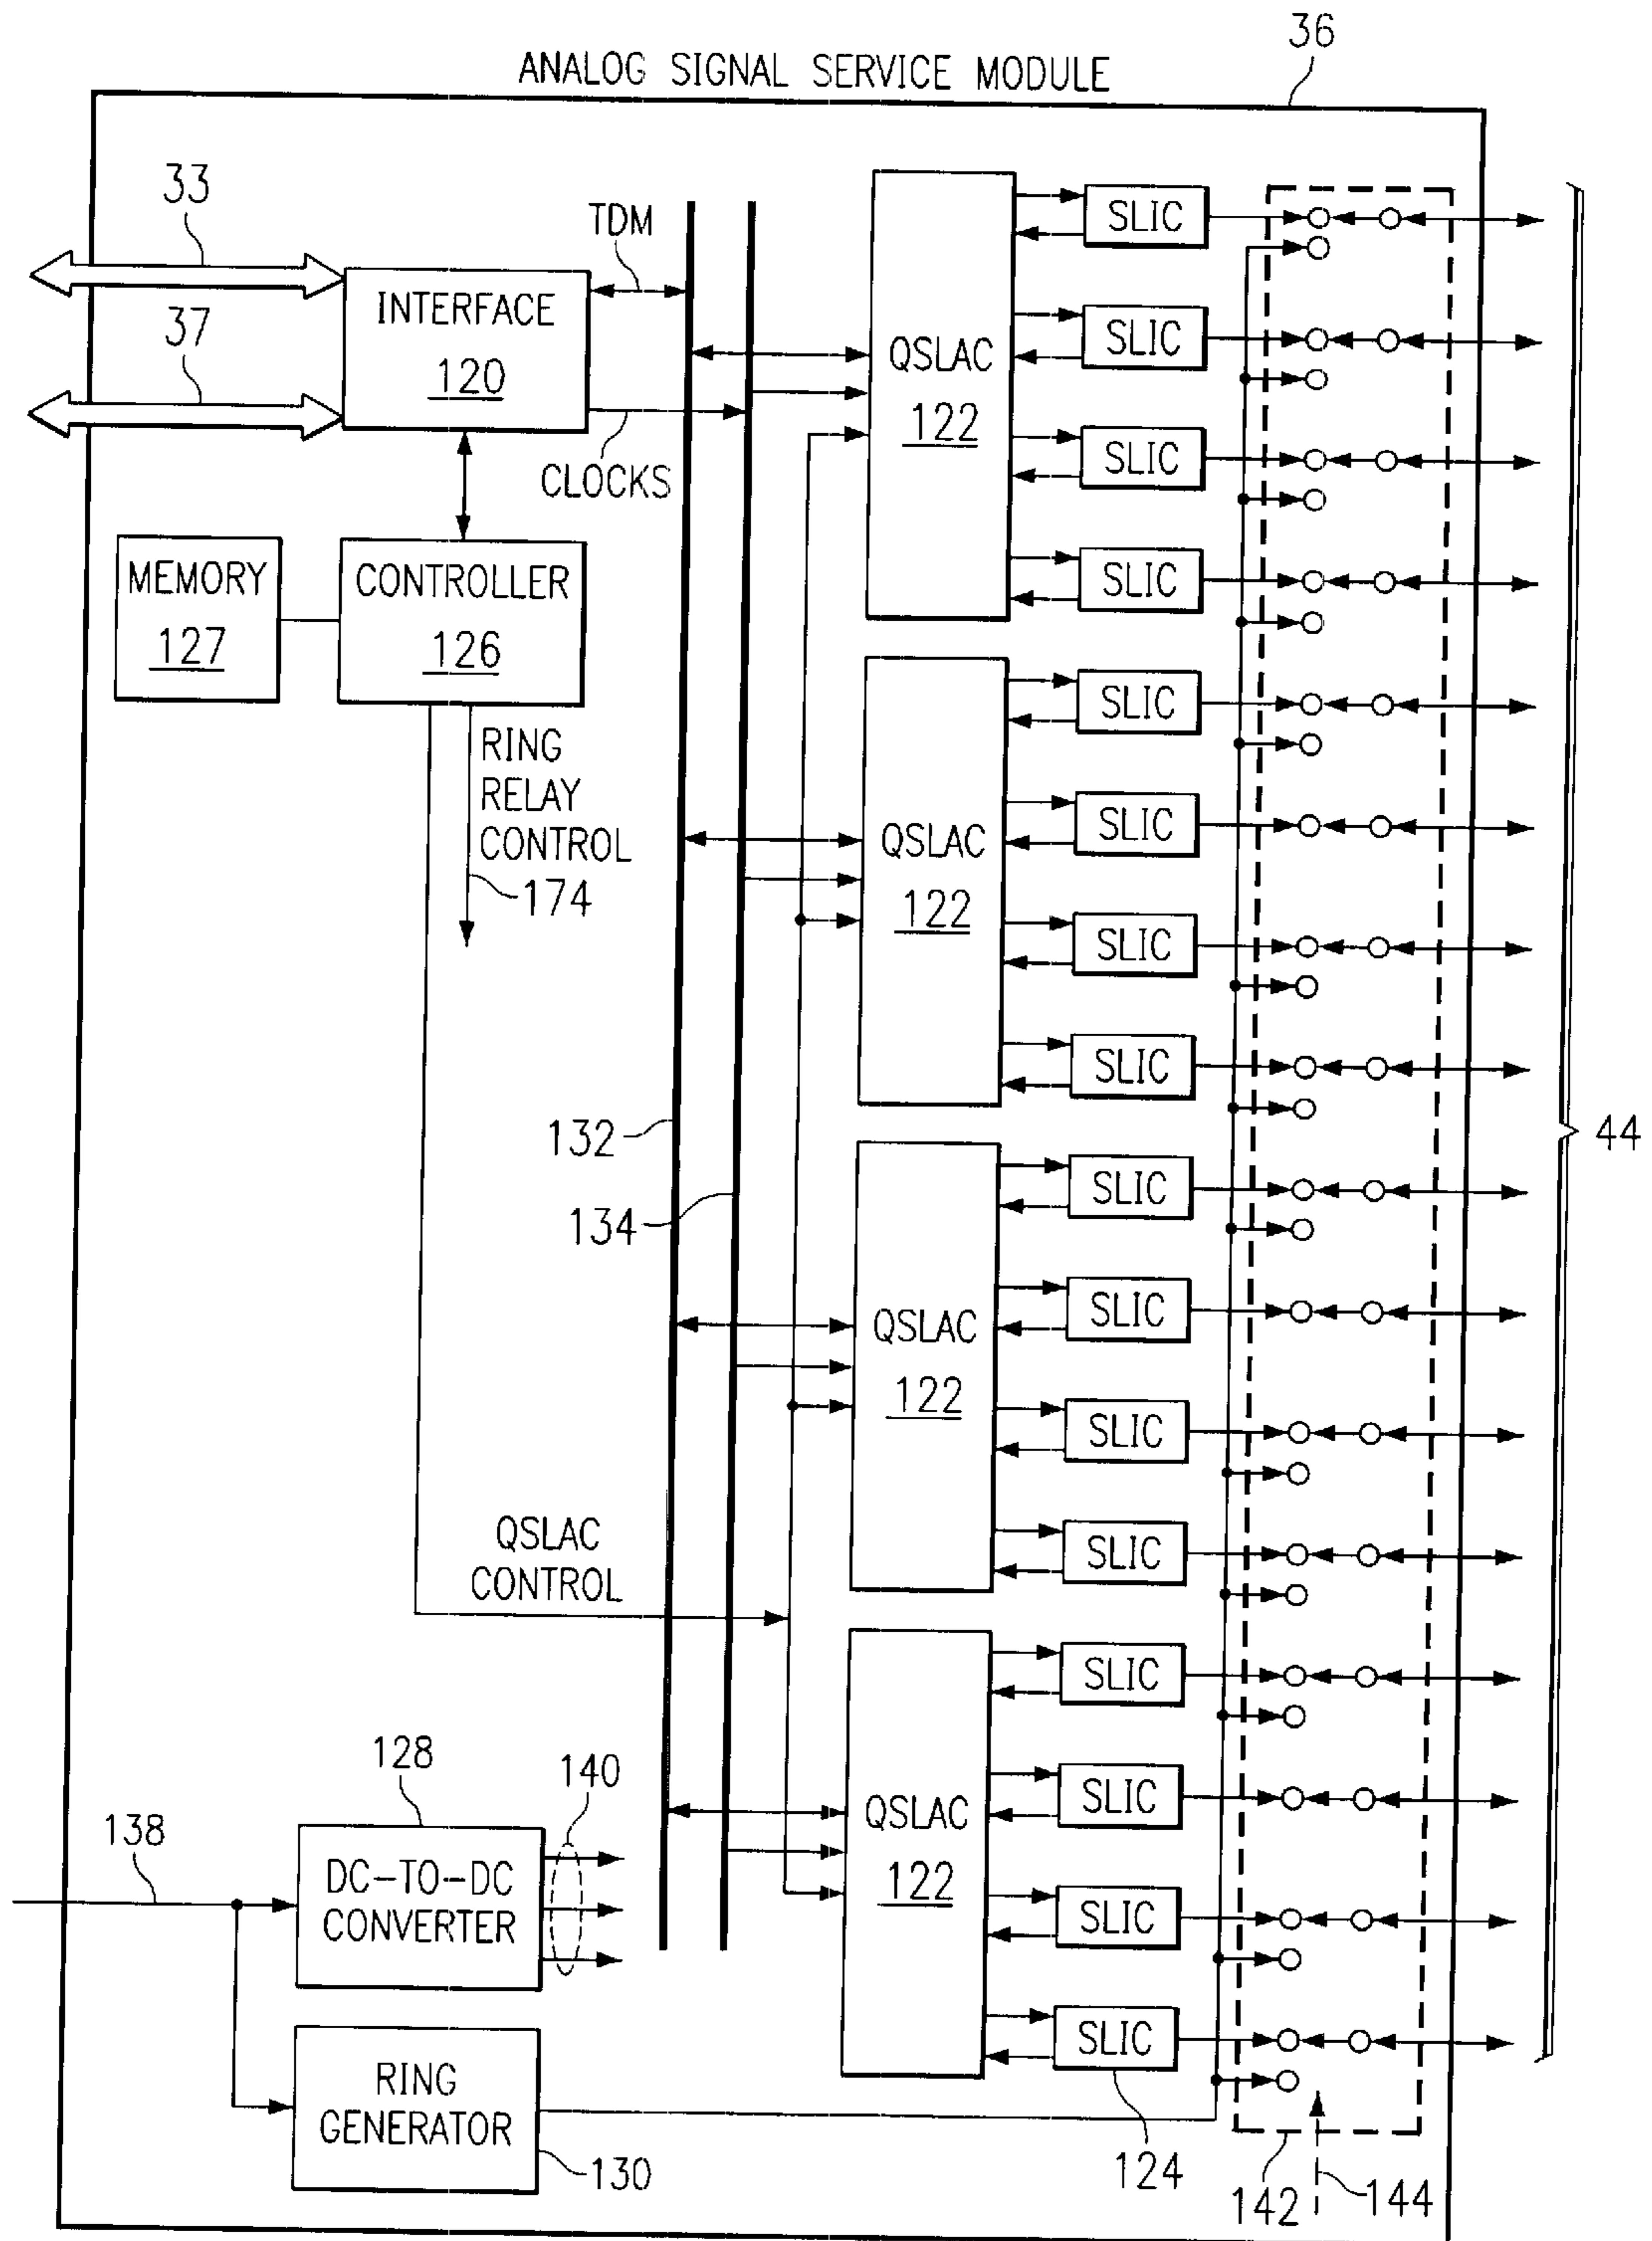 36
ANALOG SIGNAL SERVICE MODULE
33
TDM
INTERFACE
120
37
CLOCKS
MEMORY
127
CONTROLLER
126
RING
RELAY
CONTROL
174
QSLAC
122
SLIC
SLIC
SLIC
SLIC
QSLAC
122
SLIC
SLIC
SLIC
SLIC
132
134
44
QSLAC
122
SLIC
SLIC
SLIC
SLIC
QSLAC
CONTROL
QSLAC
122
SLIC
SLIC
SLIC
SLIC
128
140
138
DC-TO-DC
CONVERTER
RING
GENERATOR
130
124
142
144